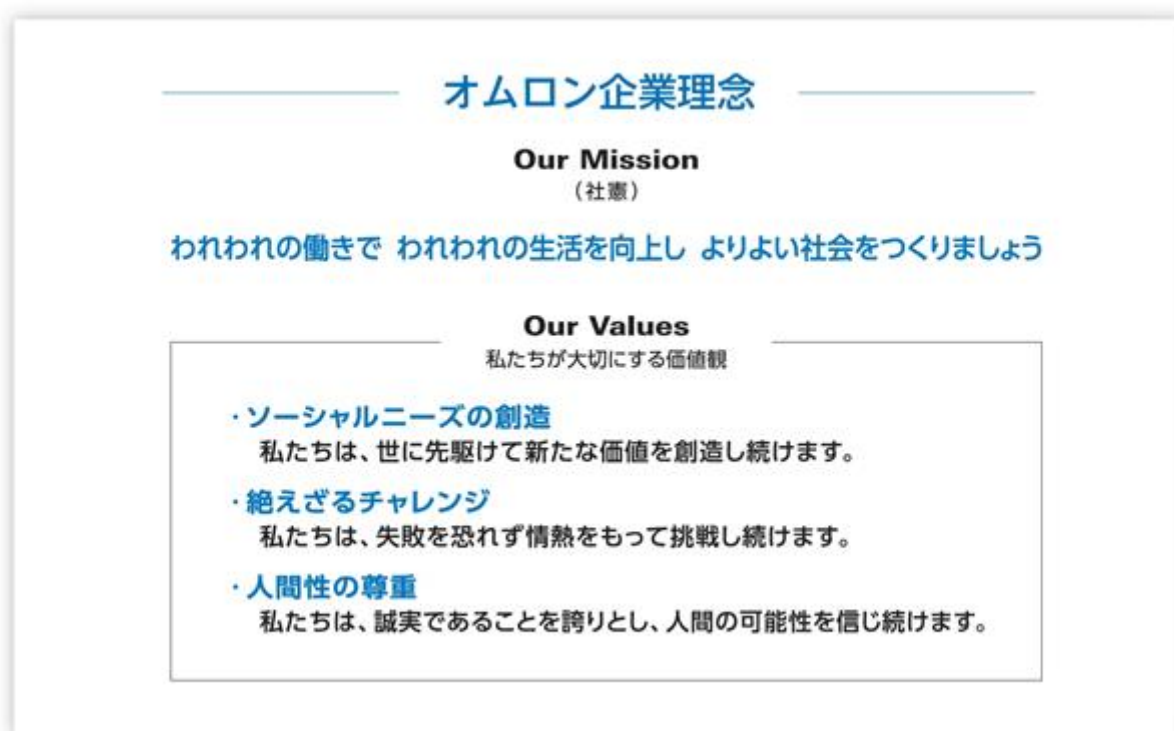 オムロン企業理念
Our Mission
（社憲）
われわれの働きで われわれの生活を向上し よりよい社会をつくりましょう
Our Values
私たちが大切にする価値観
・ソーシャルニーズの創造
私たちは、世に先駆けて新たな価値を創造し続けます。
・絶えざるチャレンジ
私たちは、失敗を恐れず情熱をもって挑戦し続けます。
・人間性の尊重
私たちは、誠実であることを誇りとし、人間の可能性を信じ続けます。